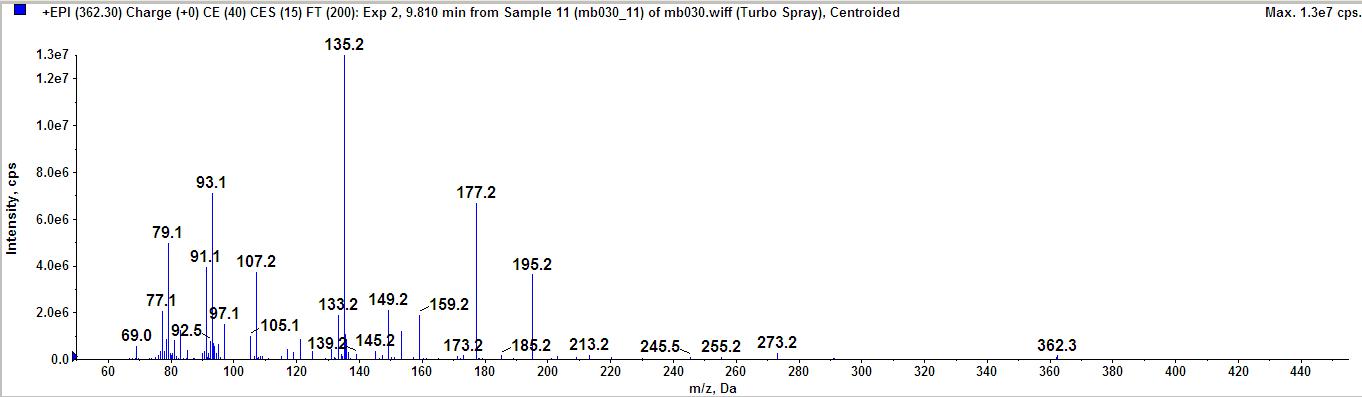 +EPI (362.30) Charge (+0) CE (40) CES (15) FT (200): Exp 2, 9.810 min from Sample 11 (mb030_11) of mb030.wiff (Turbo Spray), Centroided
Max. 1.3e7 cps.
Intensity, cps
1.3e7
1.2e7
1.0e7
8.0e6
6.0e6
4.0e6
2.0e6
0.0
135.2
93.1
177.2
79.1
91.1
107.2
195.2
77.1
133.2
149.2
159.2
97.1
69.0
92.5
105.1
139.2
145.2
173.2
185.2
213.2
245.5
255.2
273.2
362.3
60 80 100 120 140 160 180 200 220 240 260 280 300 320 340 360 380 400 420 440
m/z, Da